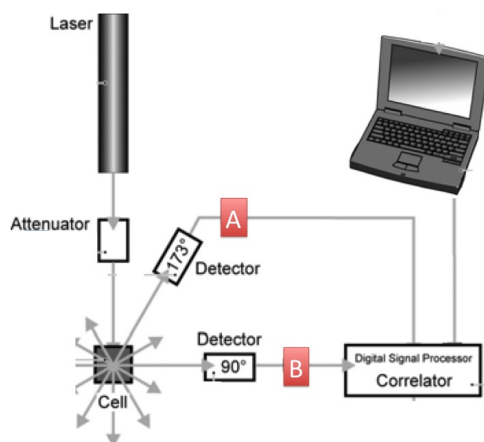 Laser
A
Attenuator
173°
Detector
Detector
90°
B
Digital Signal Processor
Correlator
Cell